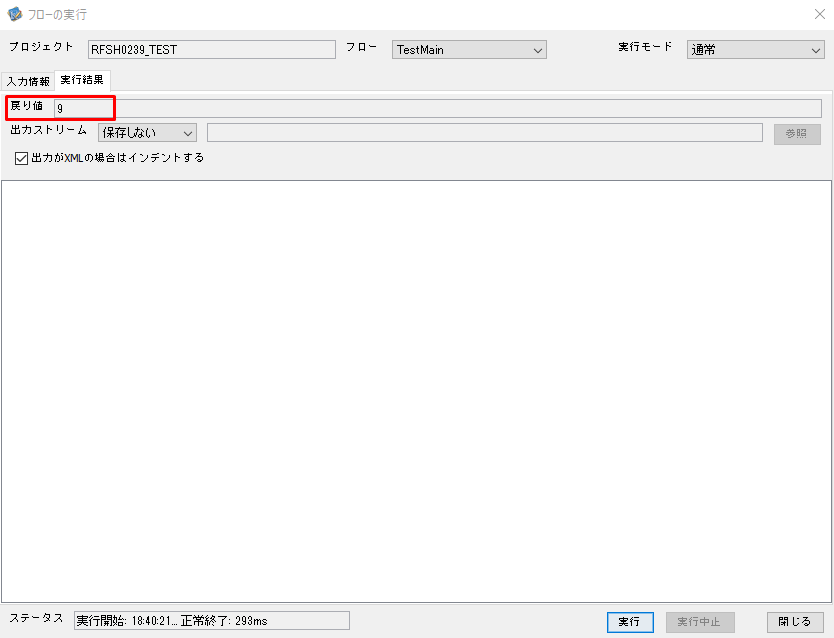 フローの実行
プロジェクト RFSH0239_TEST フロー TestMain 実行モード 通常
入力情報 実行結果
戻り値 9
出力ストリーム 保存しない 参照
出力がXMLの場合はインデントする
ステータス 実行開始: 18:40:21... 正常終了: 293ms 実行 実行中止 閉じる